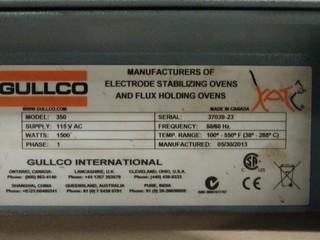 GULLCO
WWW.GULLCO.COM
MANUFACTURERS OF
ELECTRODE STABILIZING OVENS
AND FLUX HOLDING OVENS
MADE IN CANADA
MODEL: 350
SERIAL: 37039-23
SUPPLY: 115V AC
FREQUENCY: 50/60 Hz.
WATTS: 1500
TEMP. RANGE: 100° - 550° F (38° - 288° C)
PHASE: 1
MANUFACTURED: 05/30/2013
GULLCO INTERNATIONAL
ONTARIO, CANADA:
LANCASHIRE, U.K.
CLEVELAND, OHIO, U.S.A.
SHANGHAI, CHINA
QUEENSLAND, AUSTRALIA
PUNE, INDIA